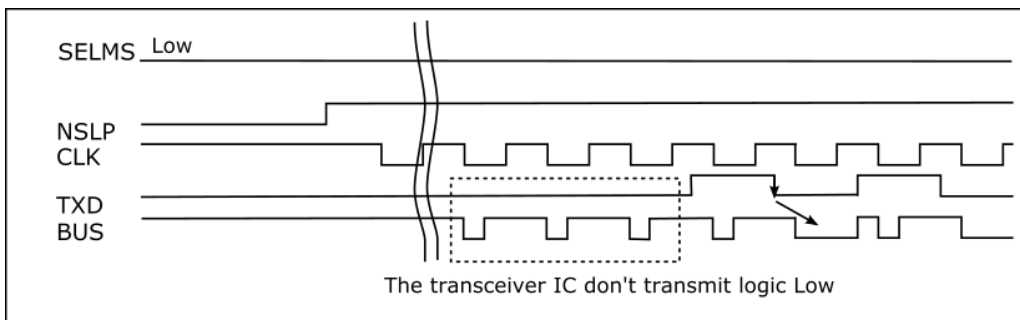 SELMS Low
NSLP
CLK
TXD
BUS
The transceiver IC don't transmit logic Low